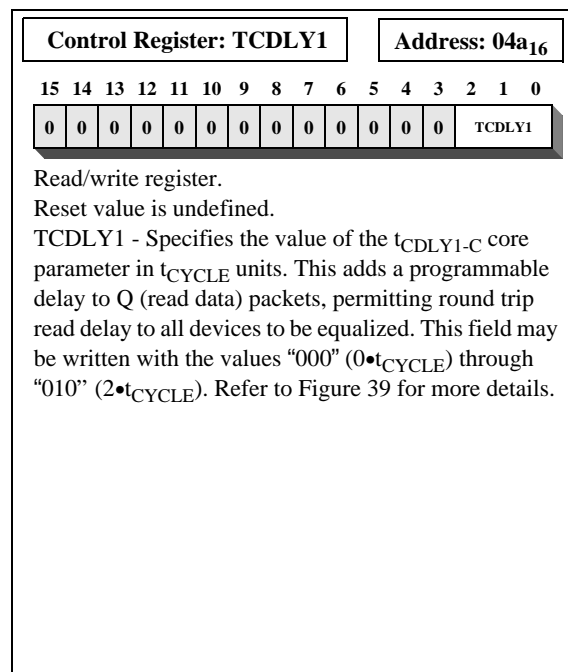 Control Register: TCDLY1 Address: 04a16
15 14 13 12 11 10 9 8 7 6 5 4 3 2 1 0
0 0 0 0 0 0 0 0 0 0 0 0 0 TCDLY1
Read/write register.
Reset value is undefined.
TCDLY1 - Specifies the value of the tCDLY1-C core
parameter in tCYCLE units. This adds a programmable
delay to Q (read data) packets, permitting round trip
read delay to all devices to be equalized. This field may
be written with the values “000” (0•tCYCLE) through
“010” (2•tCYCLE). Refer to Figure 39 for more details.